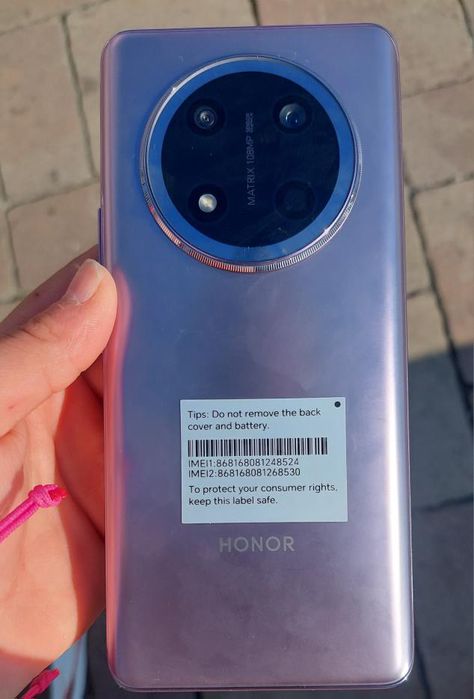 MATRIX 108MP
Tips: Do not remove the back
cover and battery.
IMEI1:868168081248524
IMEI2:868168081268530
To protect your consumer rights,
keep this label safe.
HONOR